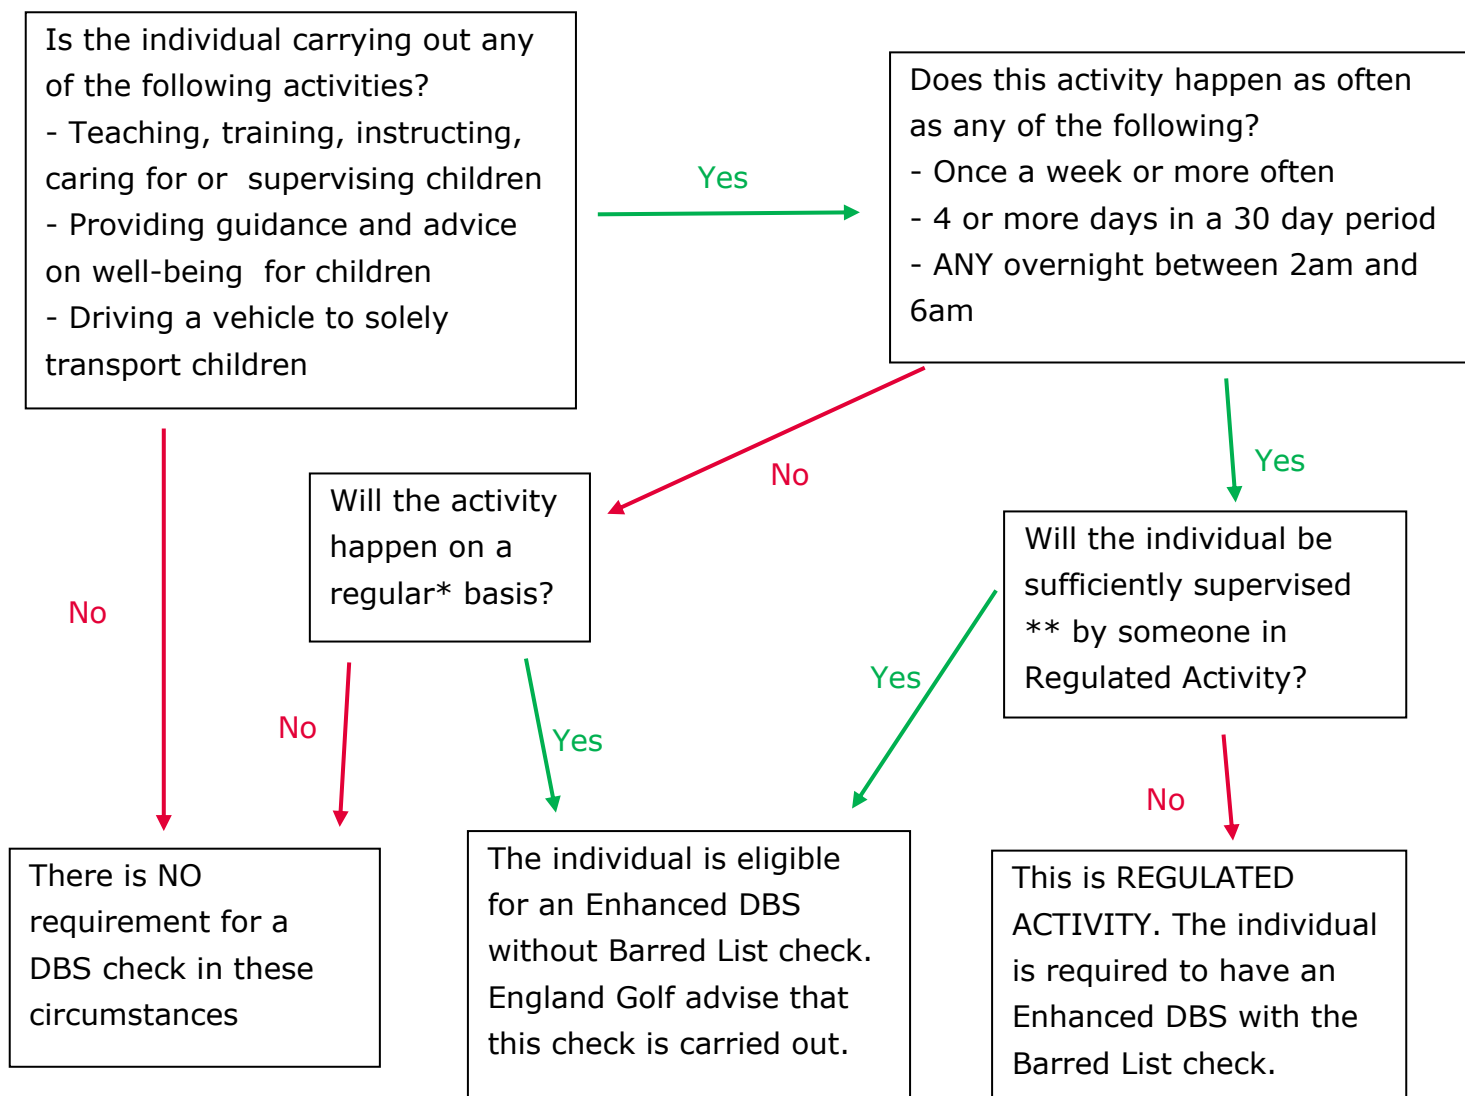 Is the individual carrying out any
of the following activities?
- Teaching, training, instructing,
caring for or  supervising children
- Providing guidance and advice
on well-being  for children
- Driving a vehicle to solely
transport children
Yes
Does this activity happen as often
as any of the following?
- Once a week or more often
- 4 or more days in a 30 day period
- ANY overnight between 2am and
6am
No
Yes
No
Will the activity
happen on a
regular* basis?
Will the individual be
sufficiently supervised
** by someone in
Regulated Activity?
No
Yes
Yes
No
There is NO
requirement for a
DBS check in these
circumstances
The individual is eligible
for an Enhanced DBS
without Barred List check.
England Golf advise that
this check is carried out.
This is REGULATED
ACTIVITY. The individual
is required to have an
Enhanced DBS with the
Barred List check.